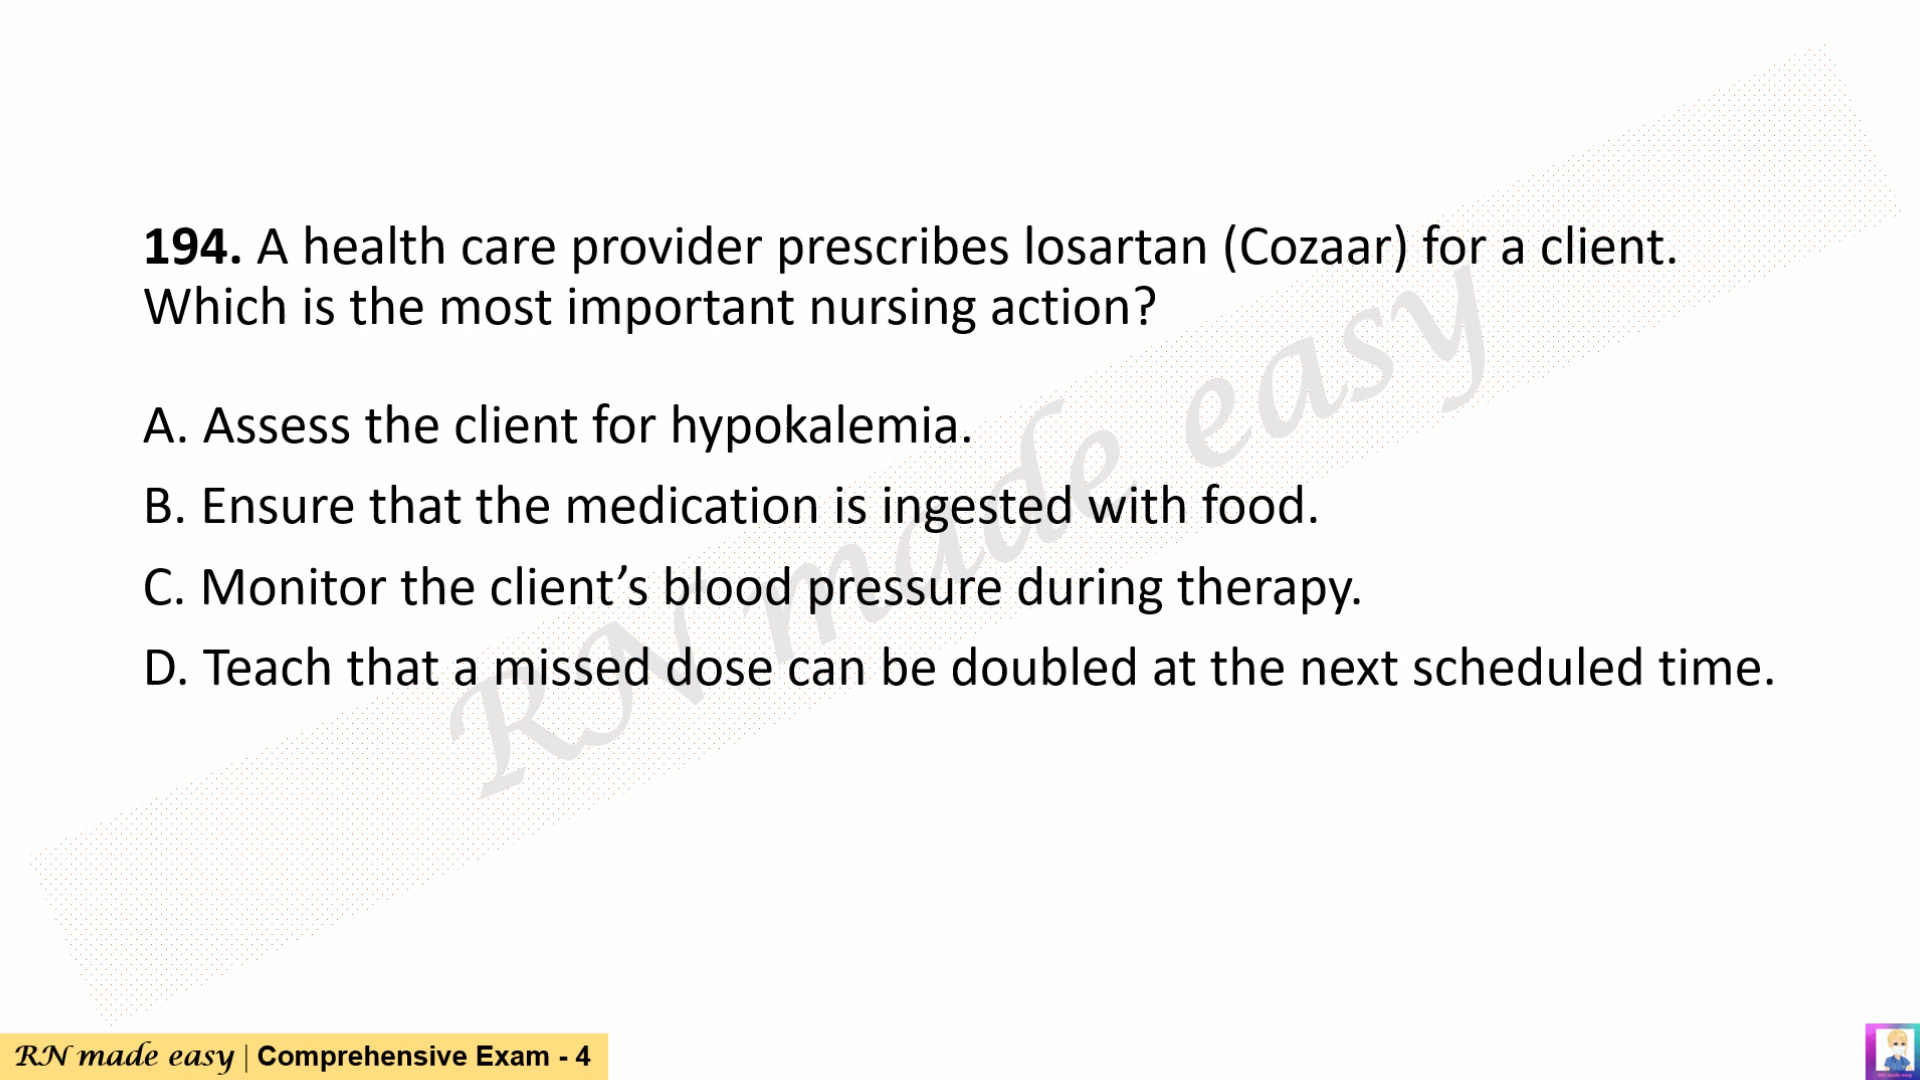 194. A health care provider prescribes losartan (Cozaar) for a client.
Which is the most important nursing action?
A. Assess the client for hypokalemia.
B. Ensure that the medication is ingested with food.
C. Monitor the client’s blood pressure during therapy.
D. Teach that a missed dose can be doubled at the next scheduled time.
RN made easy
RN made easy | Comprehensive Exam - 4